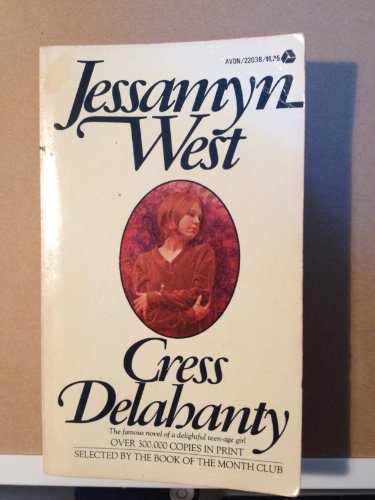 AVON/22038/$1.25
Jessamyn
West
Cress
Delahanty
The famous novel of a delightful teen-age girl
OVER 300,000 COPIES IN PRINT
SELECTED BY THE BOOK OF THE MONTH CLUB